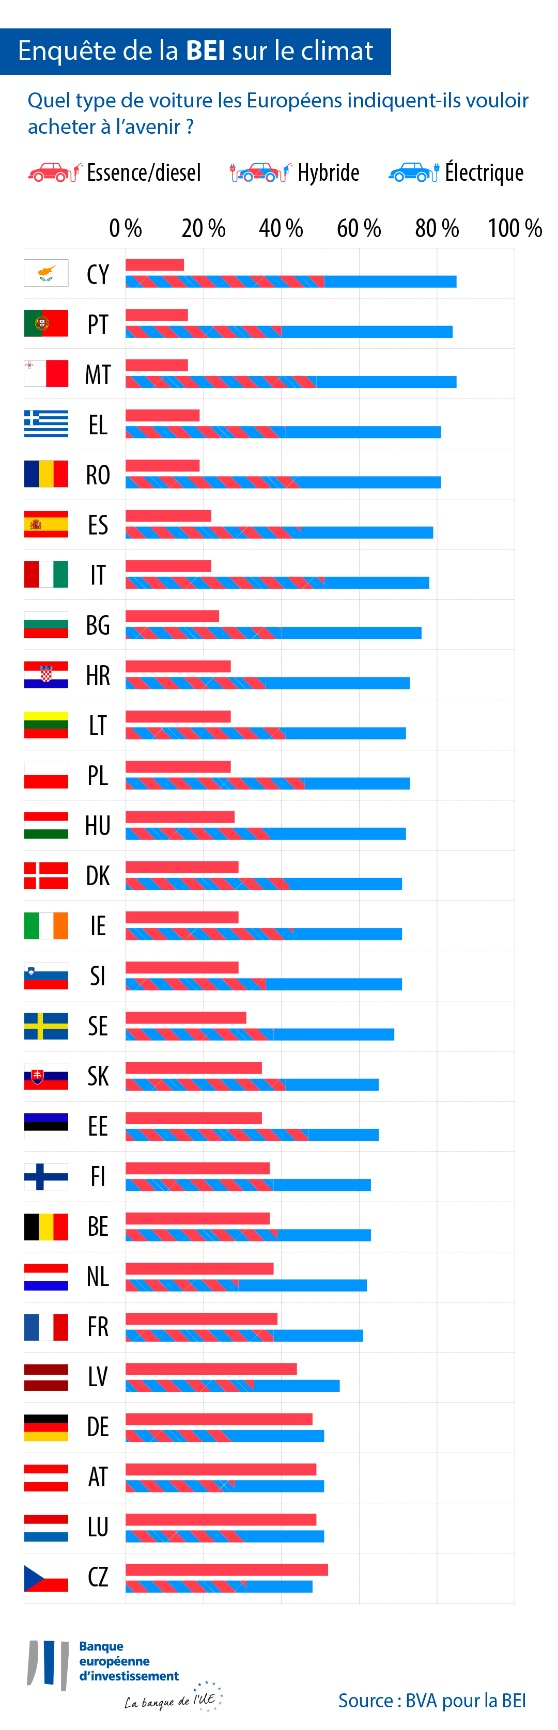 Enquête de la BEI sur le climat
Quel type de voiture les Européens indiquent-ils vouloir
acheter à l'avenir ?
Essence/diesel Hybride Électrique
0 % 20 % 40 % 60 % 80 % 100 %
CY
PT
MT
EL
RO
ES
IT
BG
HR
LT
PL
HU
DK
IE
SI
SE
SK
EE
FI
BE
NL
FR
LV
DE
AT
LU
CZ
Banque
européenne
d'investissement
La banque de l'UE
Source : BVA pour la BEI